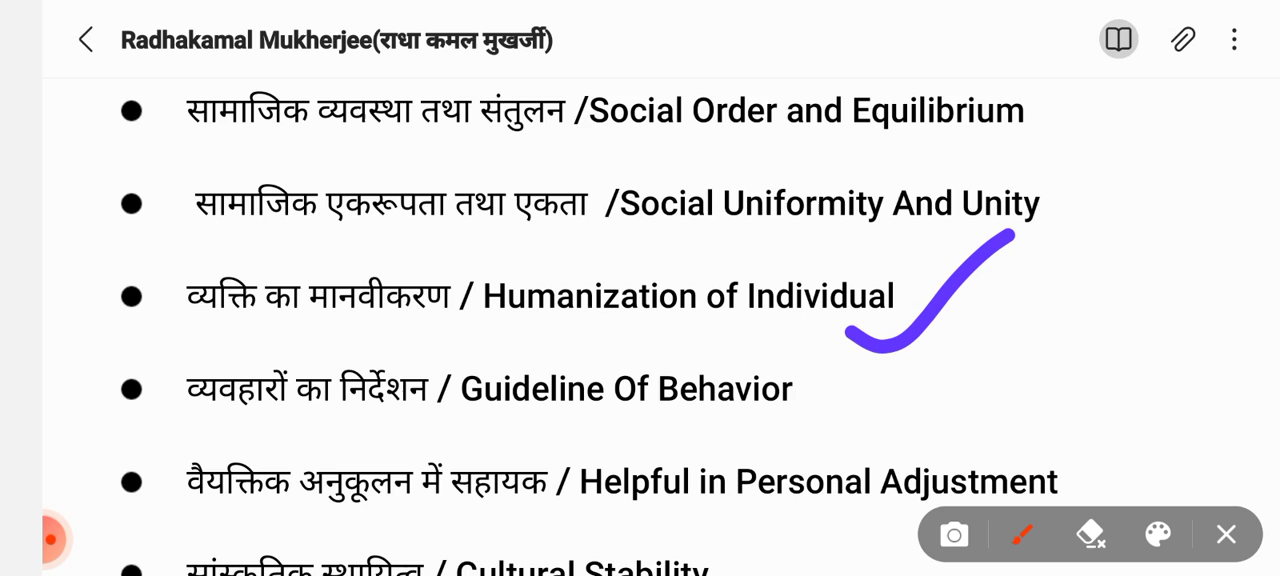 Radhakamal Mukherjee(राधा कमल मुखर्जी)
● सामाजिक व्यवस्था तथा संतुलन /Social Order and Equilibrium
● सामाजिक एकरूपता तथा एकता /Social Uniformity And Unity
● व्यक्ति का मानवीकरण / Humanization of Individual
● व्यवहारों का निर्देशन / Guideline Of Behavior
● वैयक्तिक अनुकूलन में सहायक / Helpful in Personal Adjustment
● सांस्कृतिक स्थायित्व / Cultural Stability